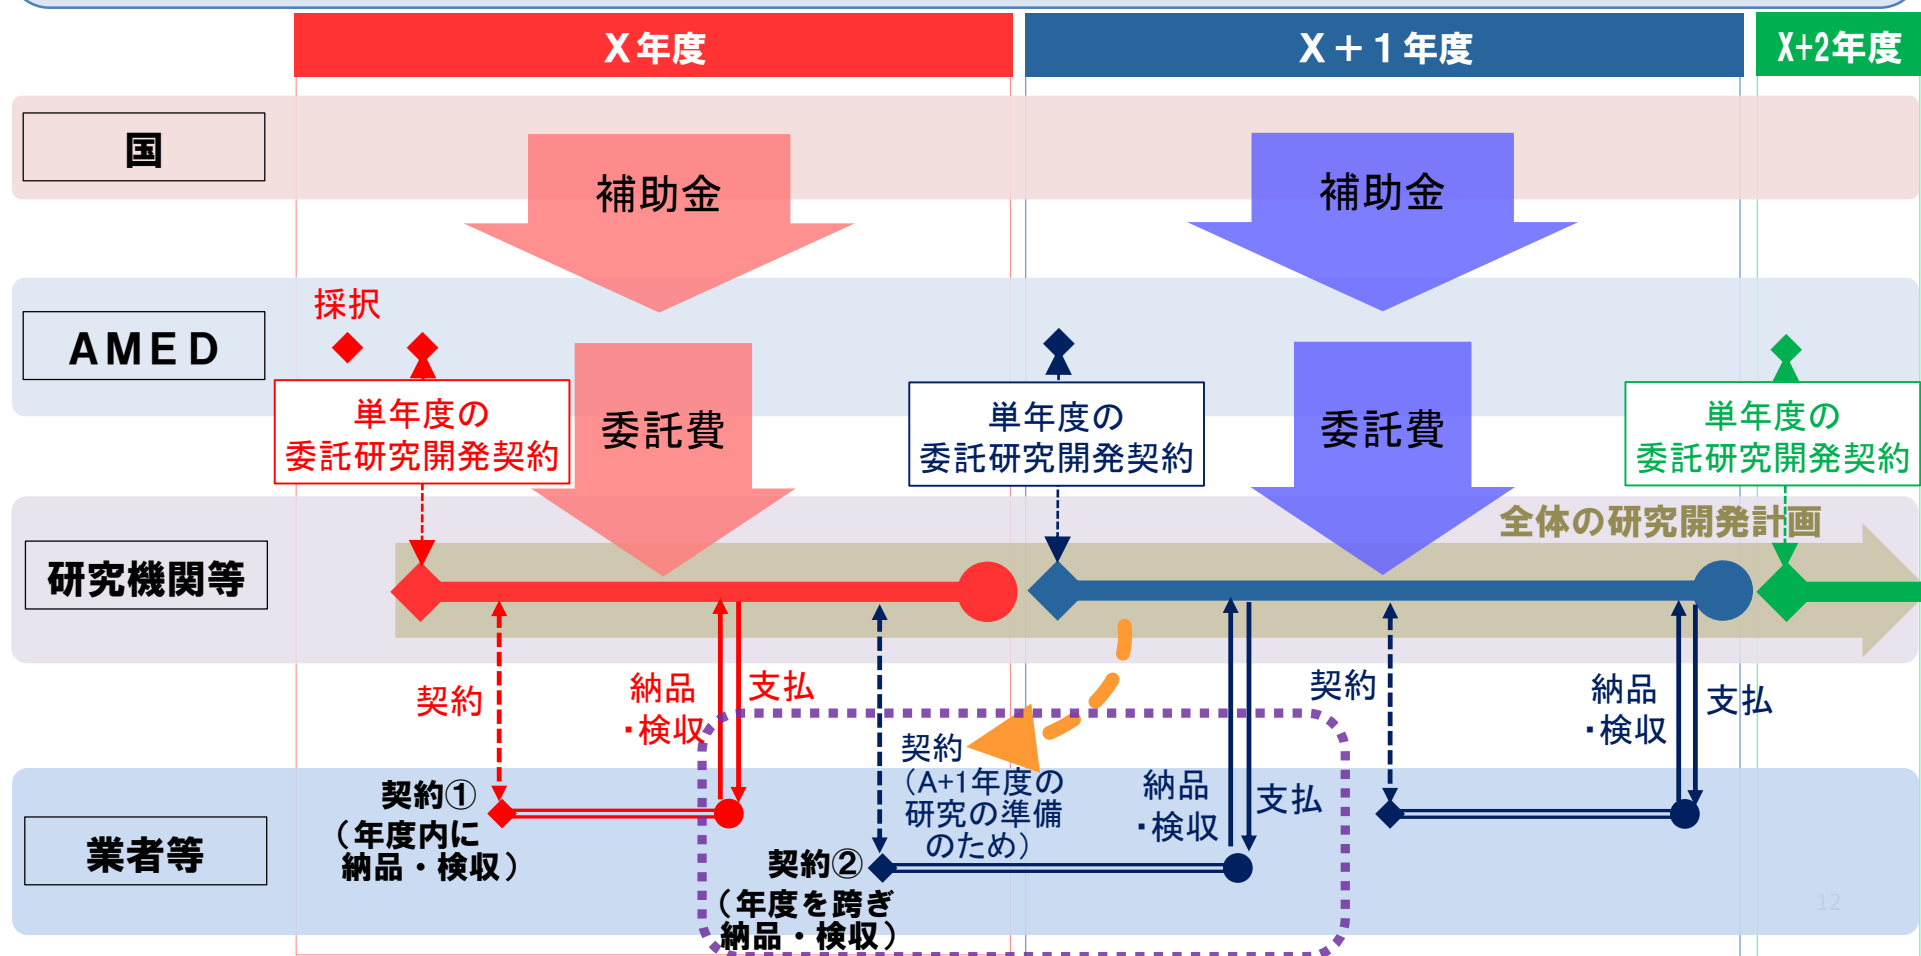 X年度
X＋1年度
X+2年度
国
補助金
補助金
採択
AMED
単年度の
委託研究開発契約
委託費
単年度の
委託研究開発契約
委託費
単年度の
委託研究開発契約
全体の研究開発計画
研究機関等
契約
納品
・検収
支払
契約
（A+1年度の
研究の準備
のため）
納品
・検収
支払
契約
納品
・検収
支払
業者等
契約①
（年度内に
納品・検収）
契約②
（年度を跨ぎ
納品・検収）
12